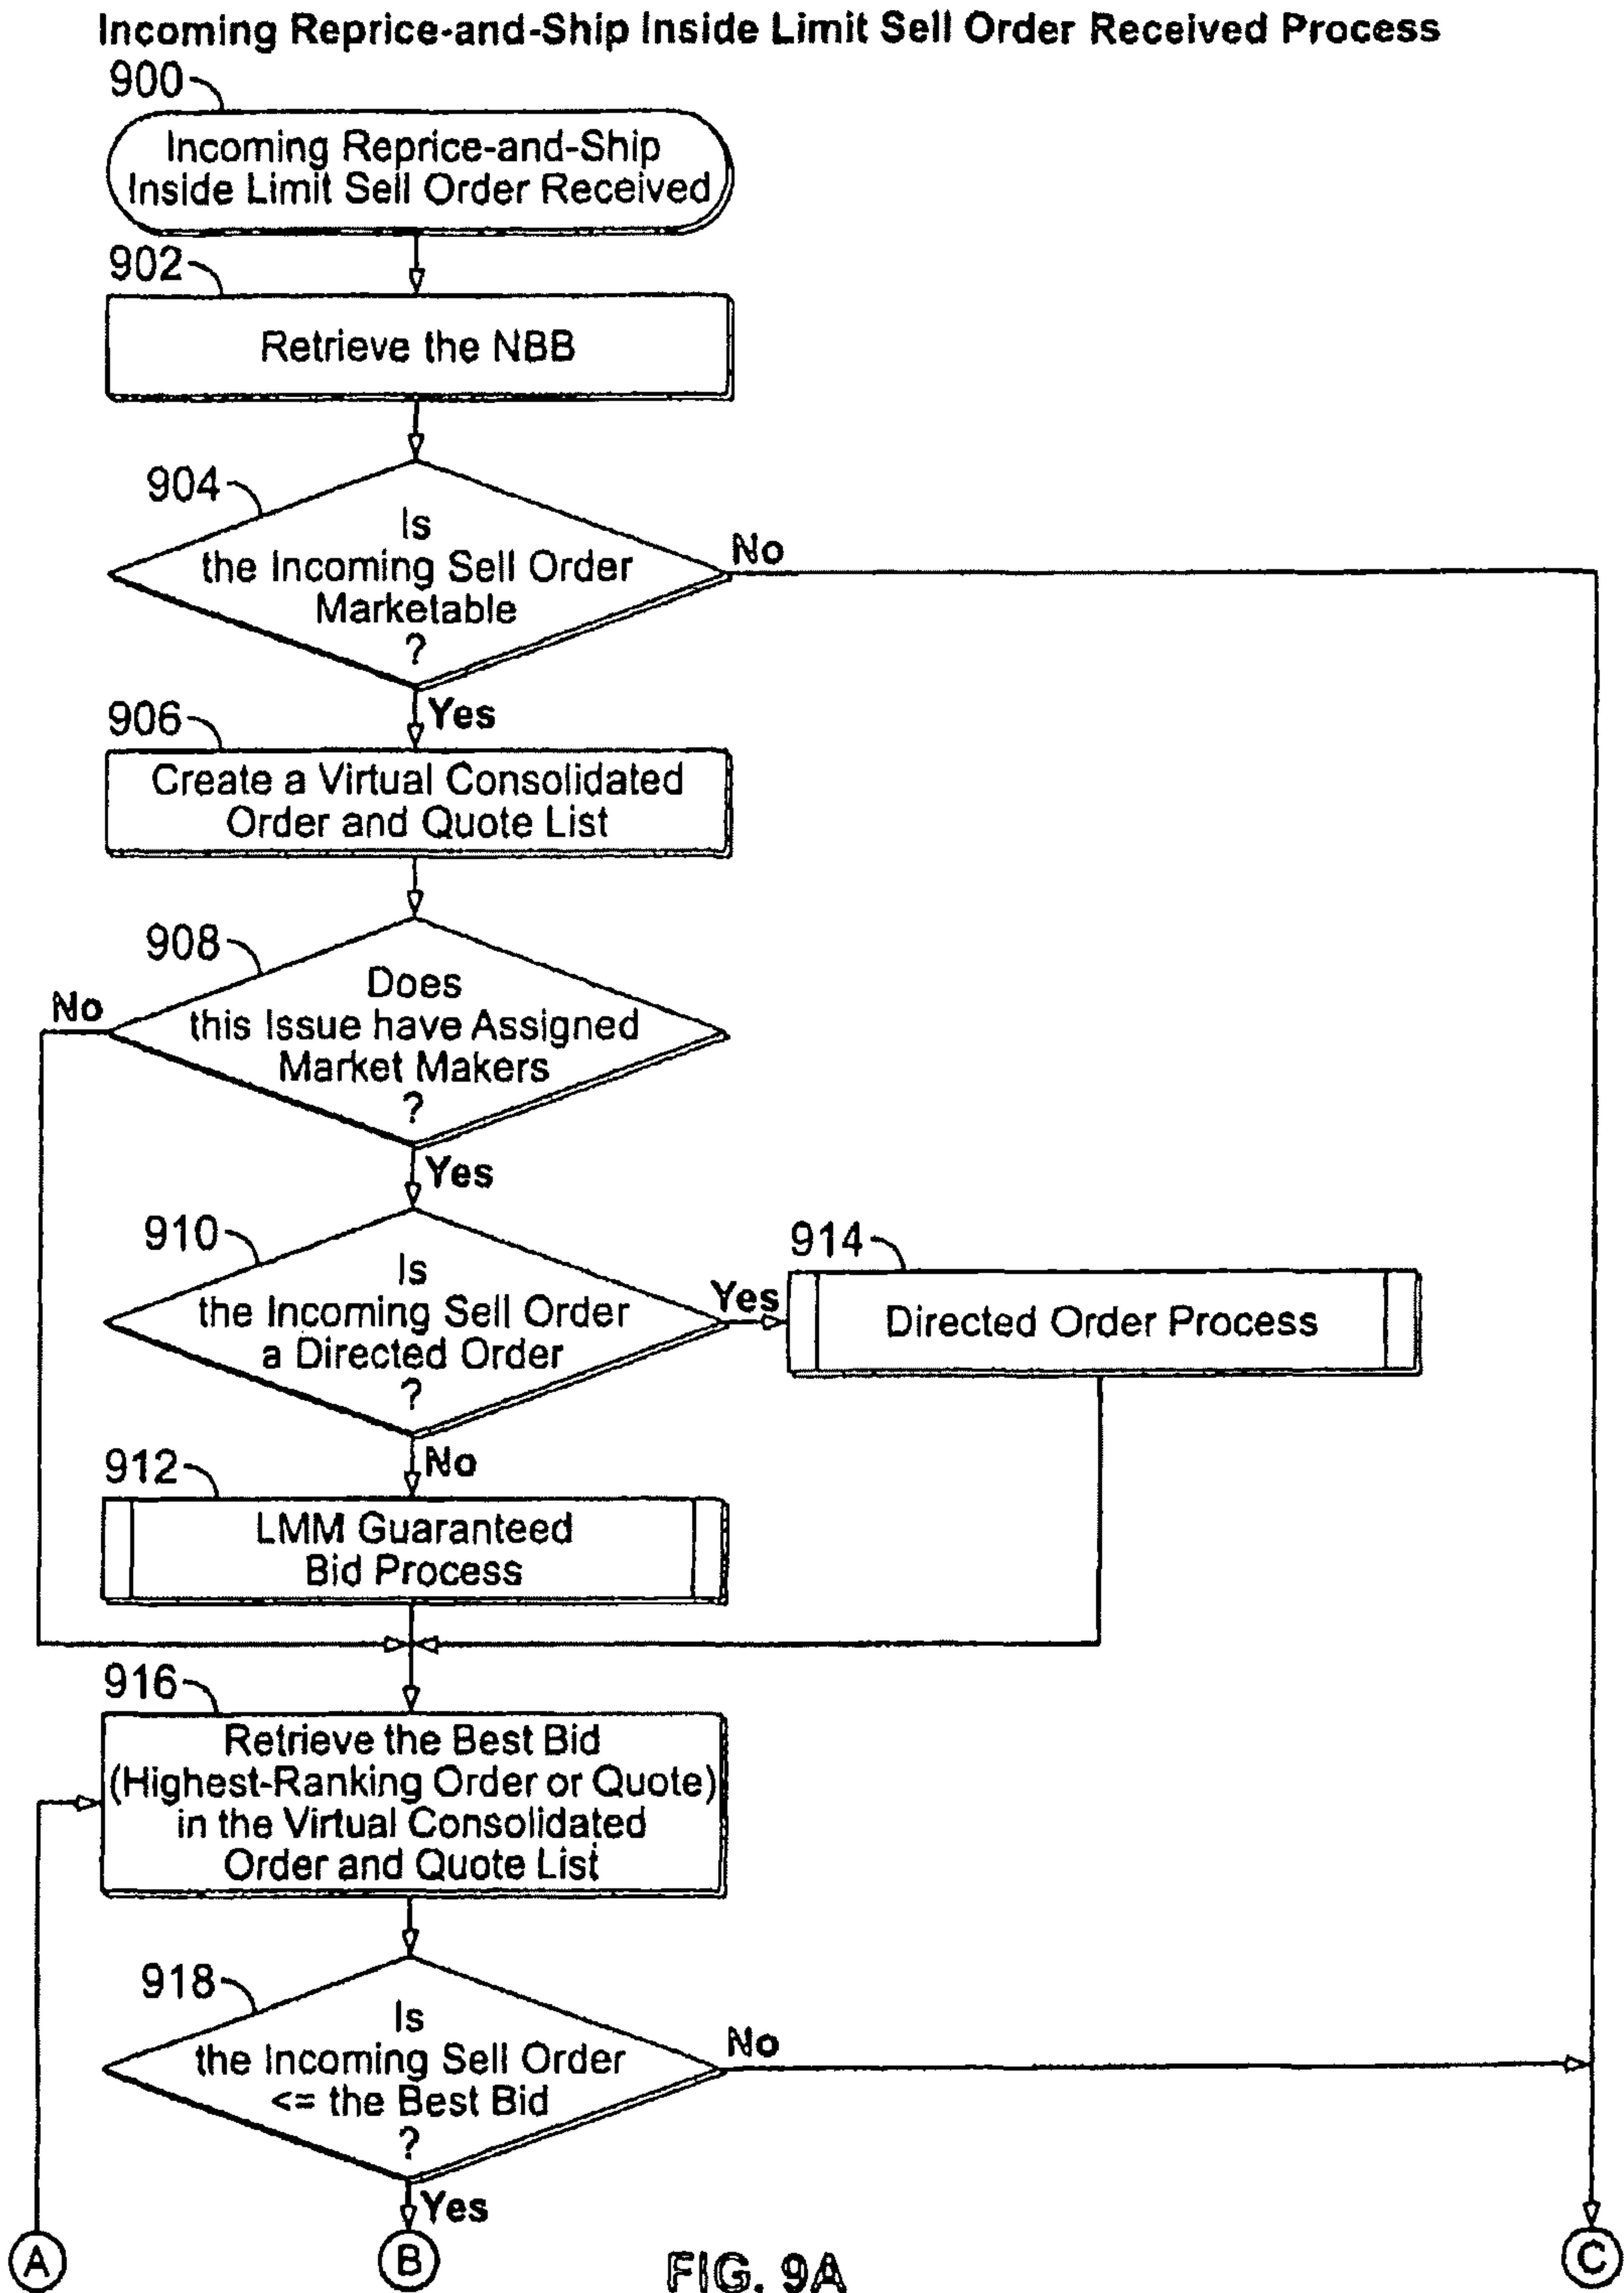 Incoming Reprice-and-Ship Inside Limit Sell Order Received Process
900
Incoming Reprice-and-Ship
Inside Limit Sell Order Received
902
Retrieve the NBB
904
Is
the Incoming Sell Order
Marketable
?
No
Yes
906
Create a Virtual Consolidated
Order and Quote List
908
Does
this Issue have Assigned
Market Makers
?
No
Yes
910
Is
the Incoming Sell Order
a Directed Order
?
Yes
914
Directed Order Process
No
912
LMM Guaranteed
Bid Process
916
Retrieve the Best Bid
(Highest-Ranking Order or Quote)
in the Virtual Consolidated
Order and Quote List
918
Is
the Incoming Sell Order
<= the Best Bid
?
No
Yes
A
B
C
FIG. 9A